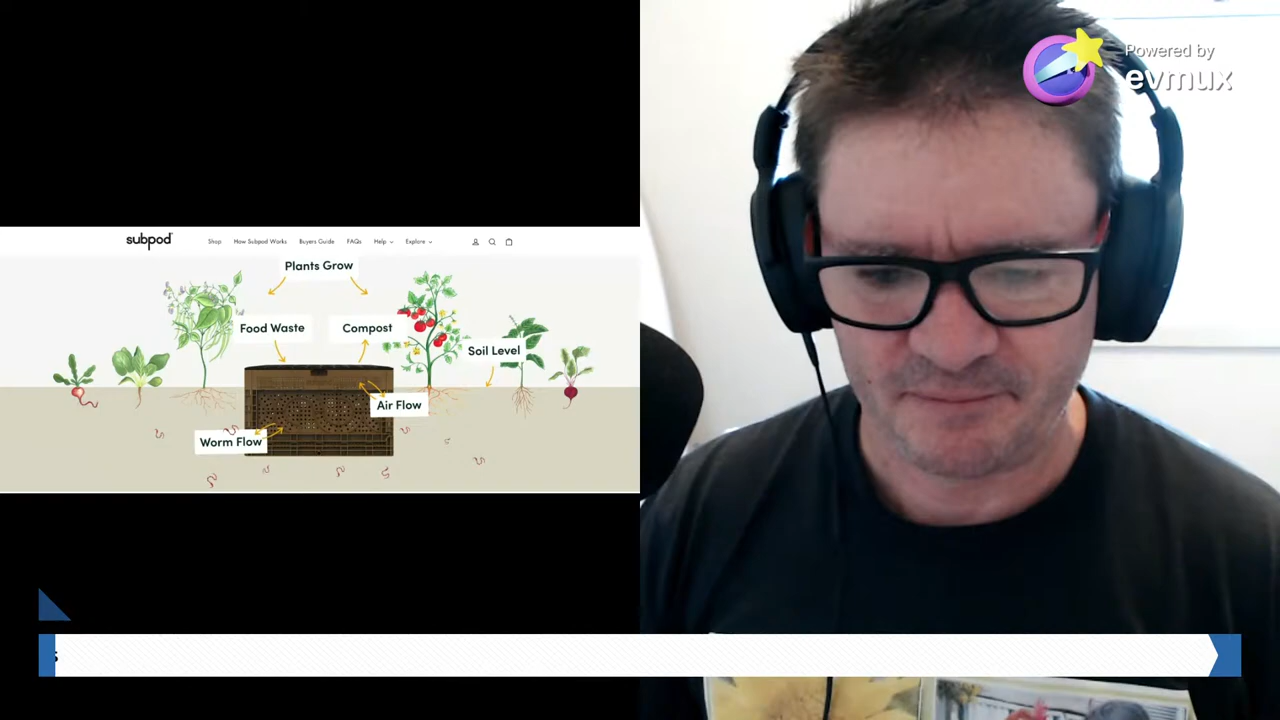 Powered by
evmux
subpod
Shop How Subpod Works Buyers Guide FAQs Help Explore
Plants Grow
Food Waste
Compost
Soil Level
Air Flow
Worm Flow
s